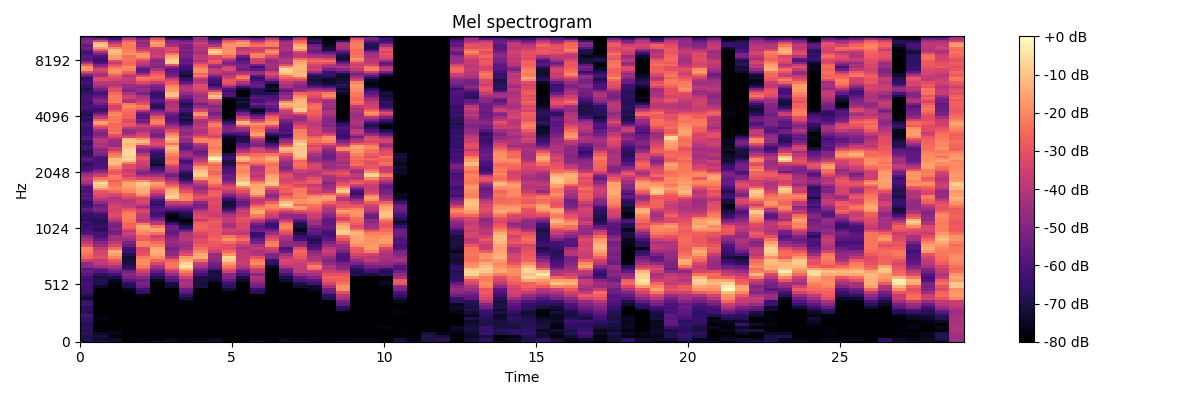 Mel spectrogram
Hz
8192
4096
2048
1024
512
0
0 5 10 15 20 25
Time
+0 dB
-10 dB
-20 dB
-30 dB
-40 dB
-50 dB
-60 dB
-70 dB
-80 dB